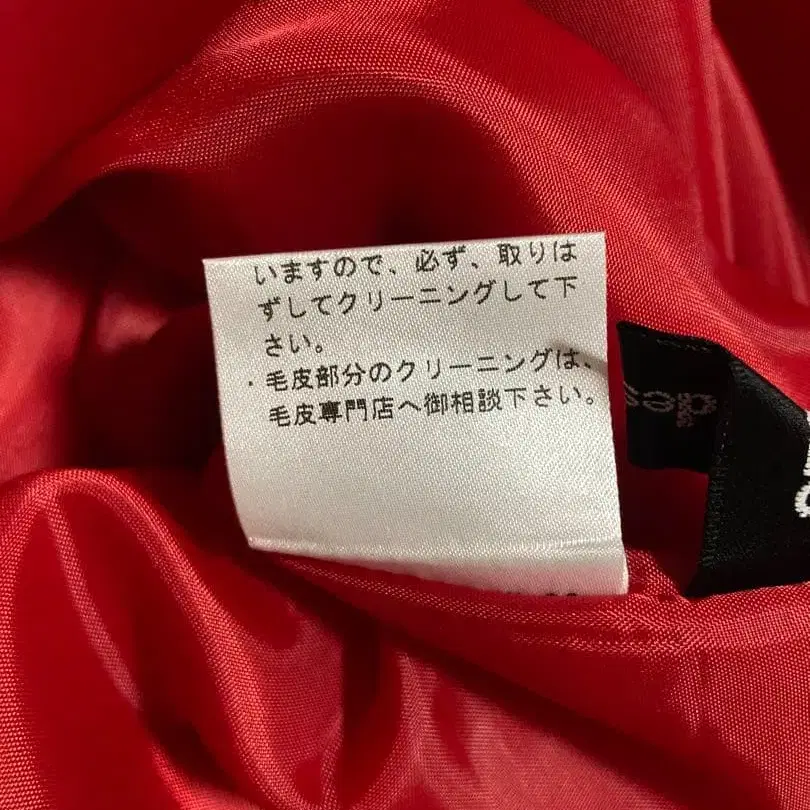 いますので、必ず、取りは
ずしてクリーニングして下
さい。
・毛皮部分のクリーニングは、
毛皮専門店へ御相談下さい。